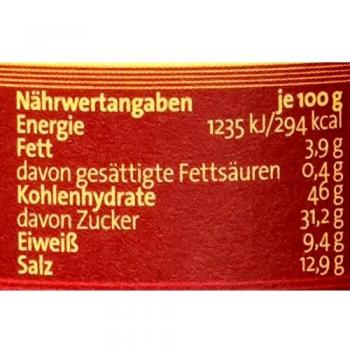 Nährwertangaben je 100 g
Energie 1235 kJ/294 kcal
Fett 3,9 g
davon gesättigte Fettsäuren 0,4 g
Kohlenhydrate 46 g
davon Zucker 31,2 g
Eiweiß 9,4 g
Salz 12,9 g